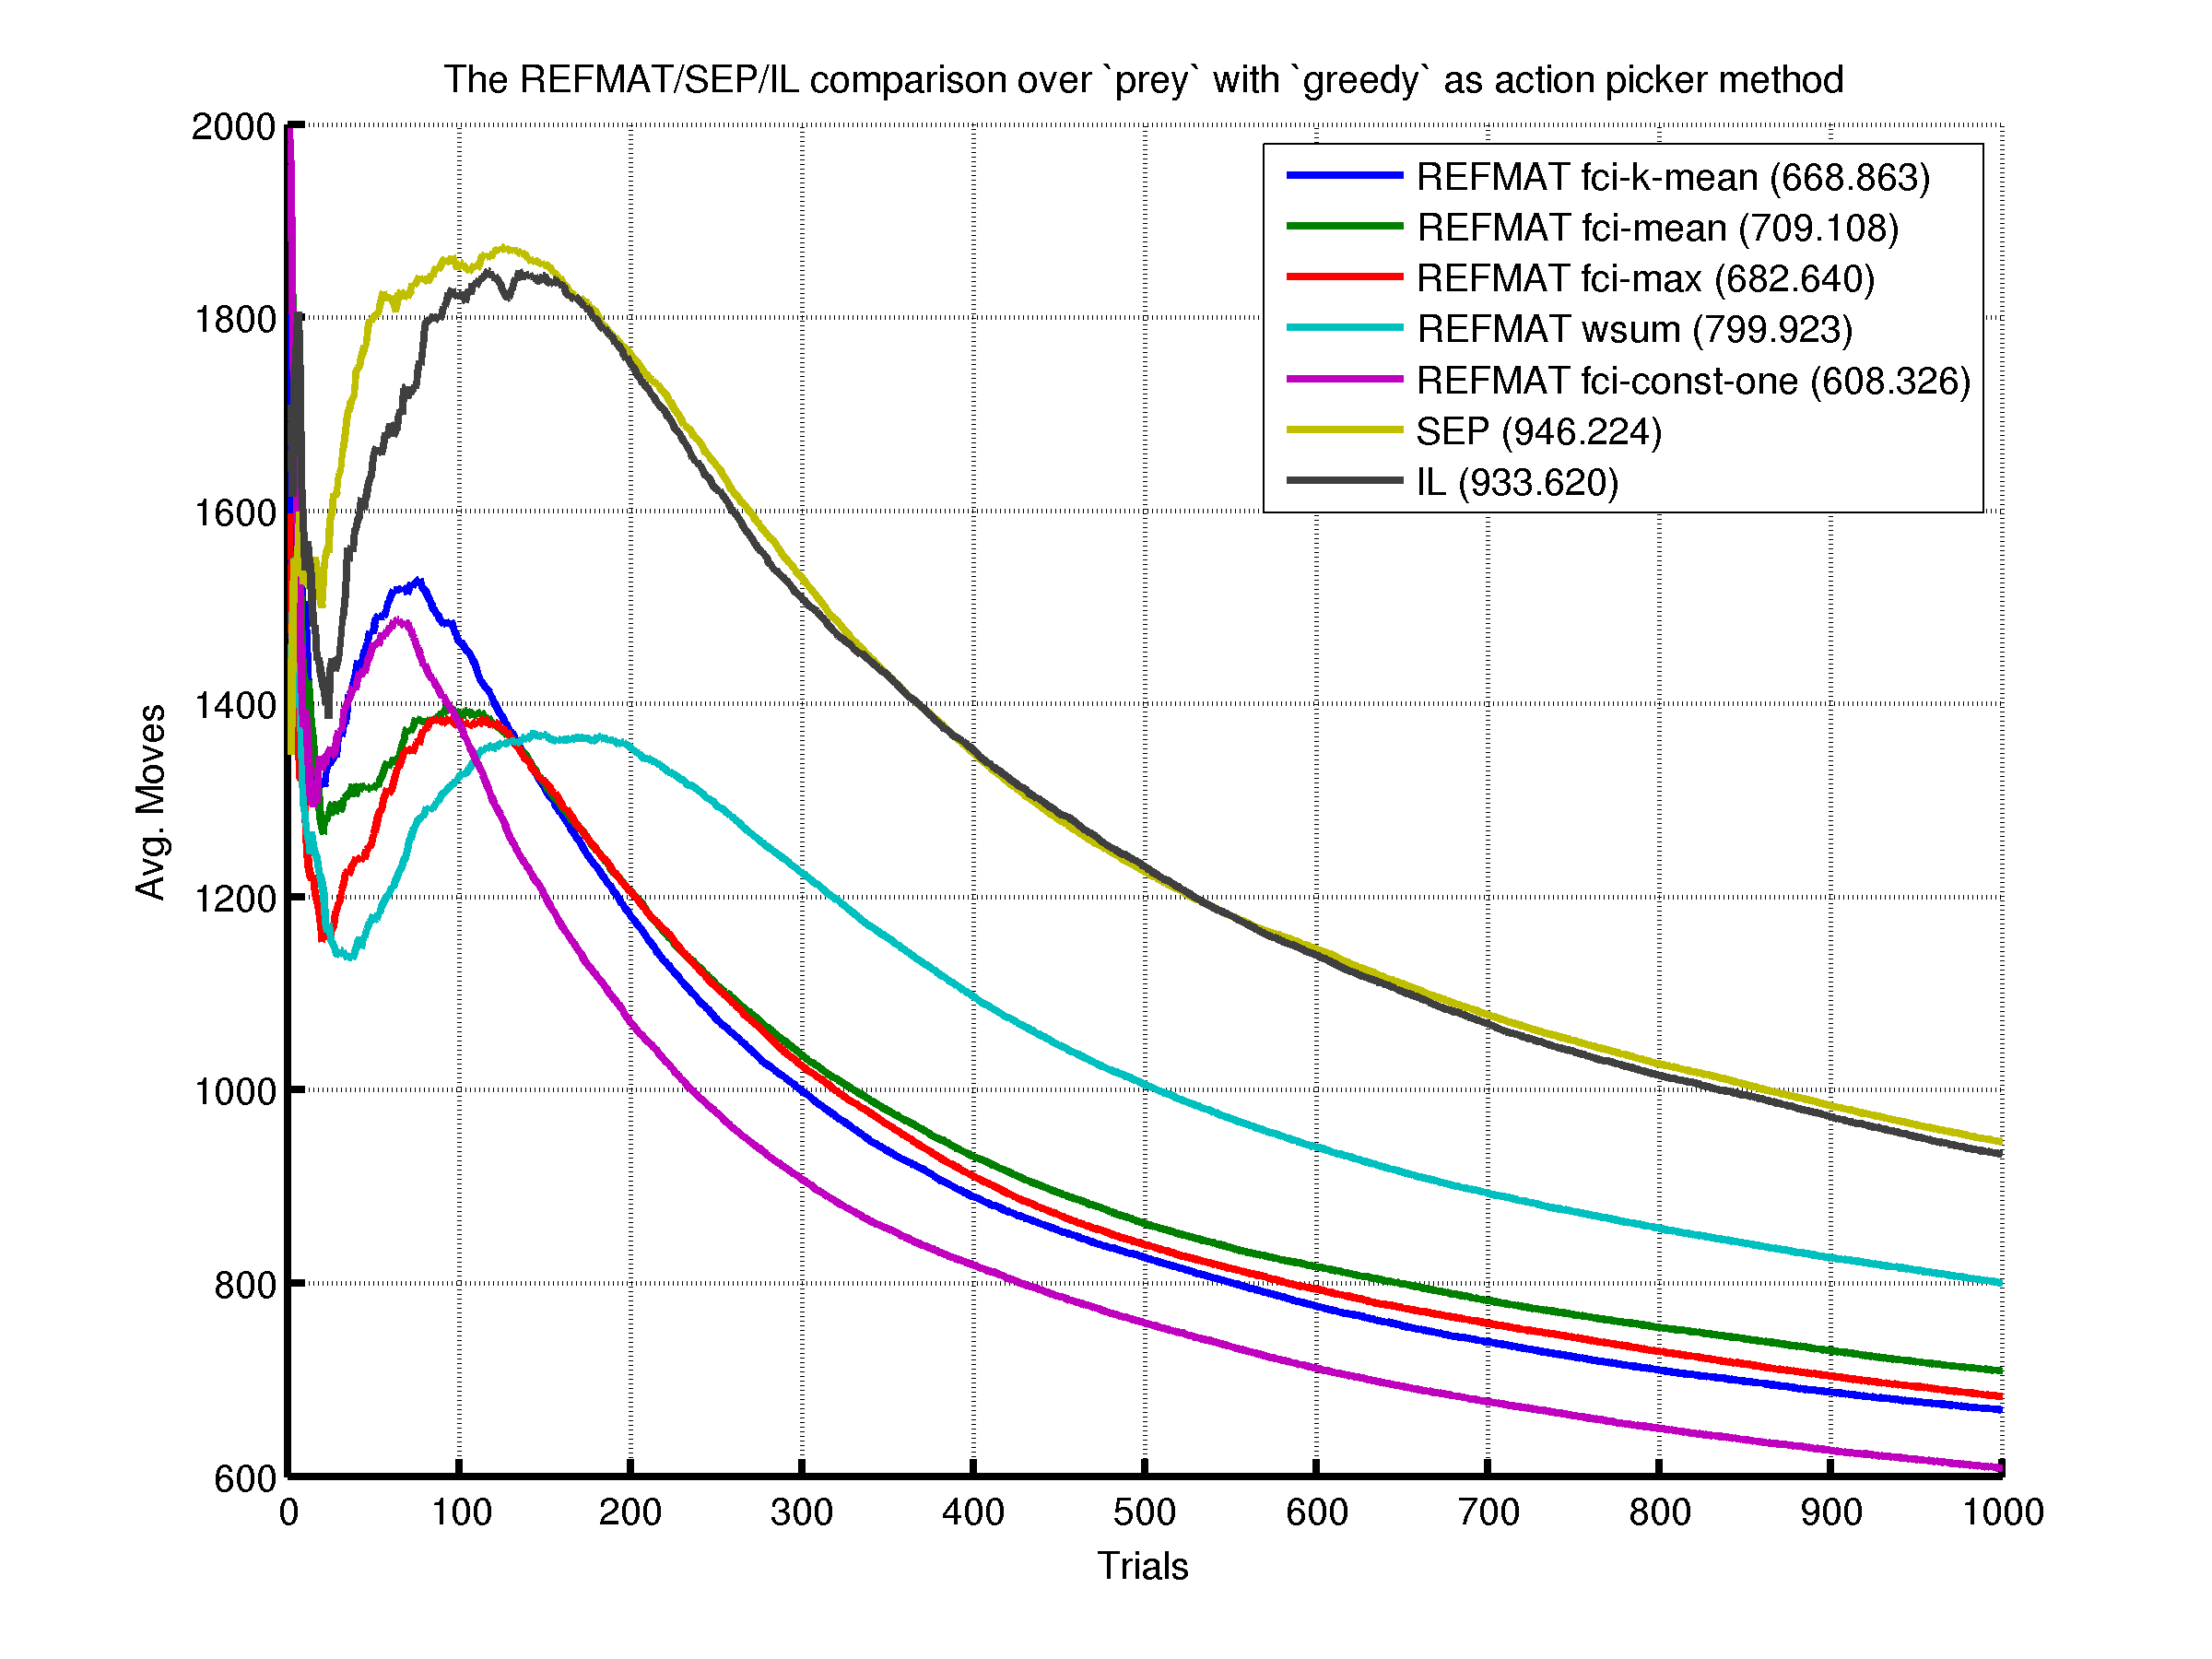 The REFMAT/SEP/IL comparison over `prey` with `greedy` as action picker method
2000
1800
1600
1400
1200
1000
800
600
Avg. Moves
REFMAT fci-k-mean (668.863)
REFMAT fci-mean (709.108)
REFMAT fci-max (682.640)
REFMAT wsum (799.923)
REFMAT fci-const-one (608.326)
SEP (946.224)
IL (933.620)
0 100 200 300 400 500 600 700 800 900 1000
Trials